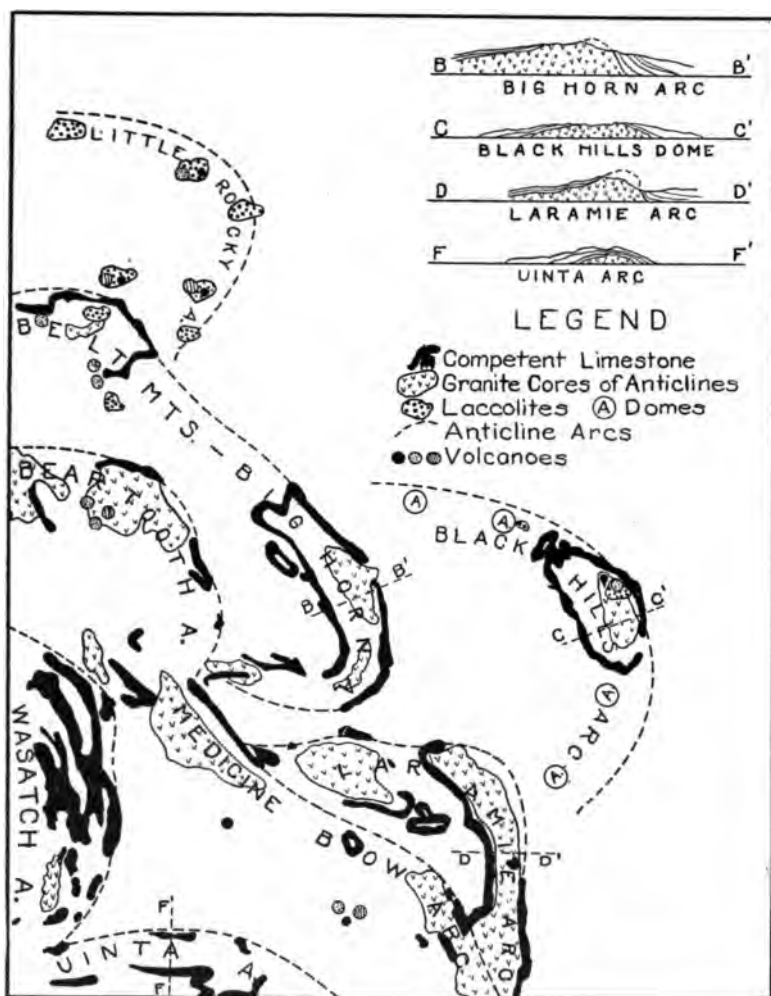 B B'
BIG HORN ARC
C C'
BLACK HILLS DOME
D D'
LARAMIE ARC
F F'
UINTA ARC
LEGEND
Competent Limestone
Granite Cores of Anticlines
Laccolites A Domes
Anticline Arcs
Volcanoes
LITTLE ROCKY A.
BELT MTS. - BIG HORN A
BEARTOOTH A.
B B'
A
A
BLACK HILLS ARC
C C'
A
A
WASATCH A.
MEDICINE BOW ARC
LARAMIE ARC
D D'
F
UINTA A.
F'